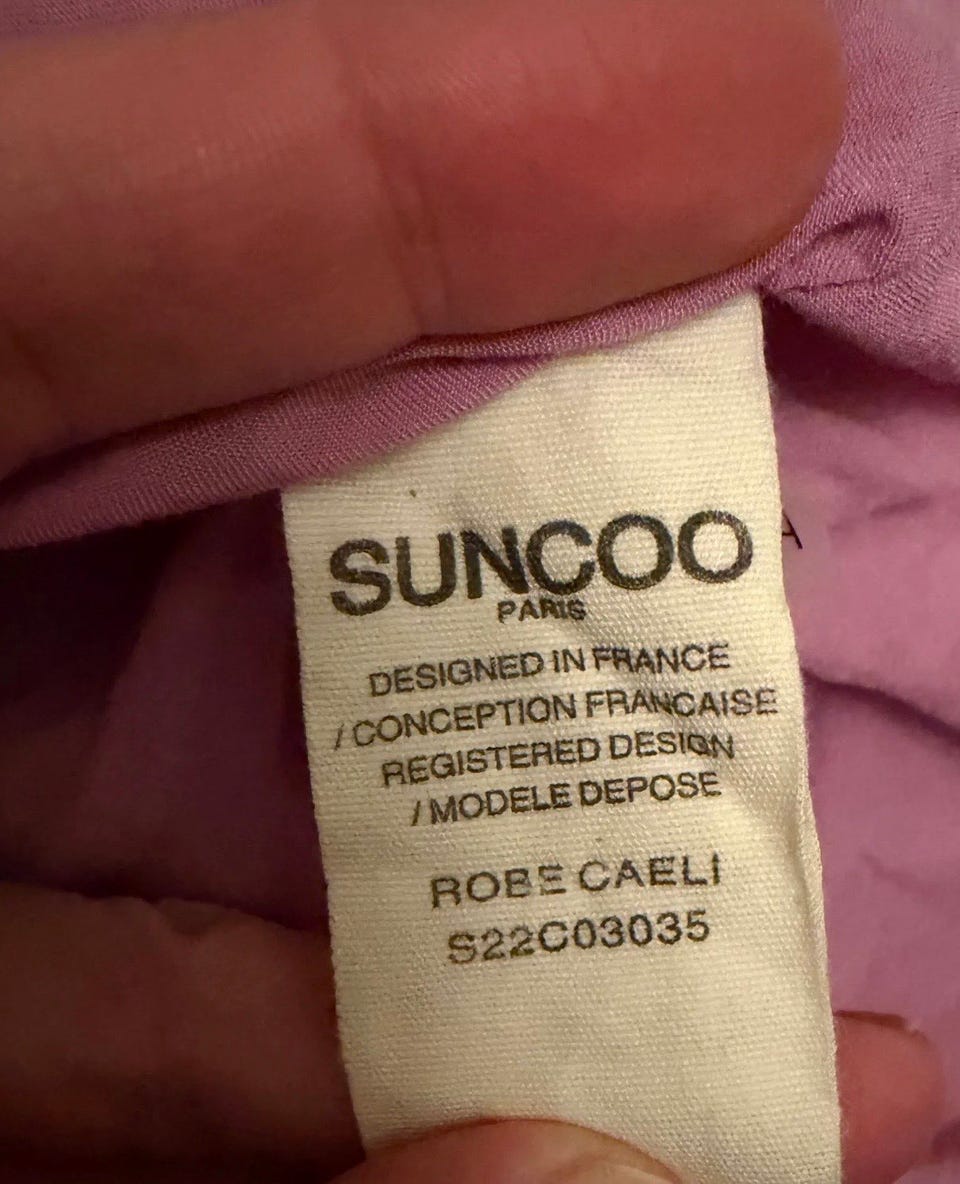 SUNCOO
PARIS
DESIGNED IN FRANCE
/ CONCEPTION FRANCAISE
REGISTERED DESIGN
/ MODELE DEPOSE
ROBE CAELI
S22C03035